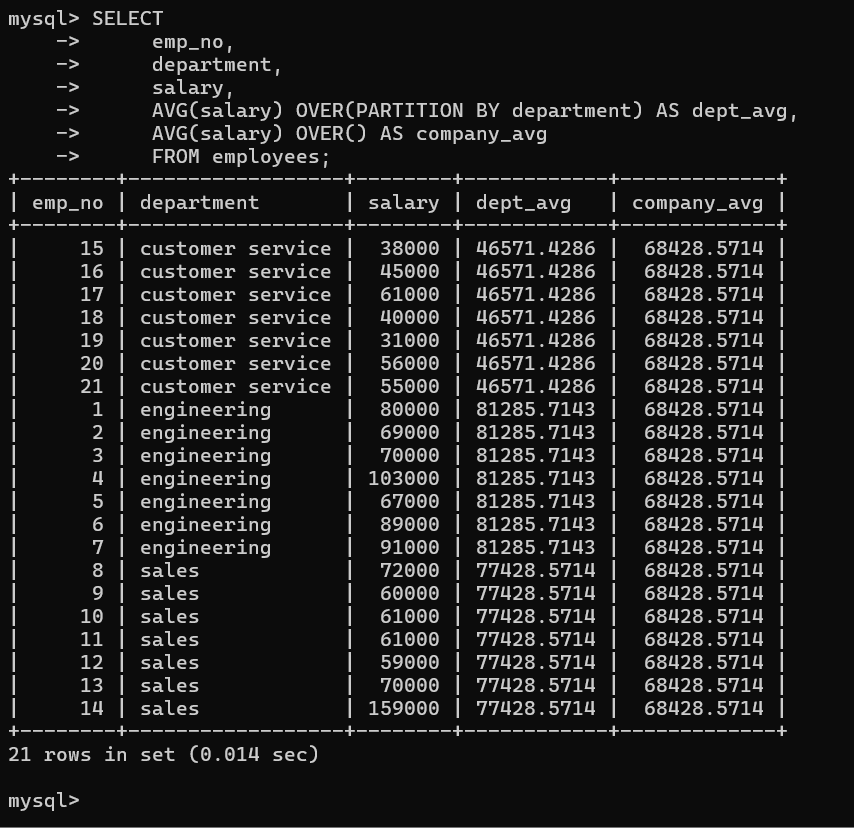 mysql> SELECT
    ->      emp_no,
    ->      department,
    ->      salary,
    ->      AVG(salary) OVER(PARTITION BY department) AS dept_avg,
    ->      AVG(salary) OVER() AS company_avg
    ->      FROM employees;
+--------+------------------+--------+------------+-------------+
| emp_no | department       | salary | dept_avg   | company_avg |
+--------+------------------+--------+------------+-------------+
|     15 | customer service |  38000 | 46571.4286 |  68428.5714 |
|     16 | customer service |  45000 | 46571.4286 |  68428.5714 |
|     17 | customer service |  61000 | 46571.4286 |  68428.5714 |
|     18 | customer service |  40000 | 46571.4286 |  68428.5714 |
|     19 | customer service |  31000 | 46571.4286 |  68428.5714 |
|     20 | customer service |  56000 | 46571.4286 |  68428.5714 |
|     21 | customer service |  55000 | 46571.4286 |  68428.5714 |
|      1 | engineering      |  80000 | 81285.7143 |  68428.5714 |
|      2 | engineering      |  69000 | 81285.7143 |  68428.5714 |
|      3 | engineering      |  70000 | 81285.7143 |  68428.5714 |
|      4 | engineering      | 103000 | 81285.7143 |  68428.5714 |
|      5 | engineering      |  67000 | 81285.7143 |  68428.5714 |
|      6 | engineering      |  89000 | 81285.7143 |  68428.5714 |
|      7 | engineering      |  91000 | 81285.7143 |  68428.5714 |
|      8 | sales            |  72000 | 77428.5714 |  68428.5714 |
|      9 | sales            |  60000 | 77428.5714 |  68428.5714 |
|     10 | sales            |  61000 | 77428.5714 |  68428.5714 |
|     11 | sales            |  61000 | 77428.5714 |  68428.5714 |
|     12 | sales            |  59000 | 77428.5714 |  68428.5714 |
|     13 | sales            |  70000 | 77428.5714 |  68428.5714 |
|     14 | sales            | 159000 | 77428.5714 |  68428.5714 |
+--------+------------------+--------+------------+-------------+
21 rows in set (0.014 sec)
mysql>